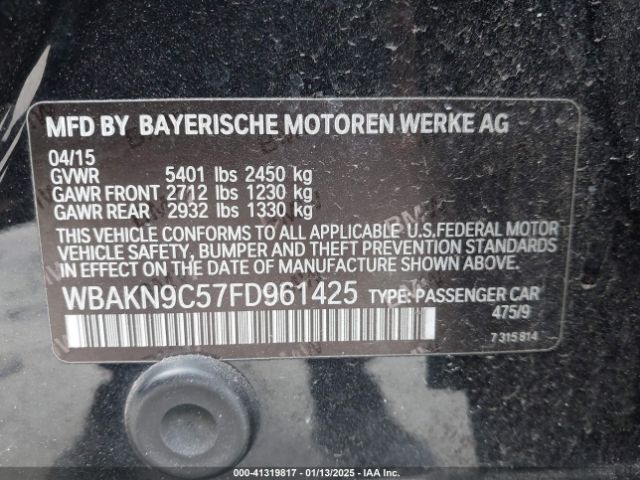 MFD BY BAYERISCHE MOTOREN WERKE AG
04/15
GVWR 5401 lbs 2450 kg
GAWR FRONT 2712 lbs 1230 kg
GAWR REAR 2932 lbs 1330 kg
THIS VEHICLE CONFORMS TO ALL APPLICABLE U.S.FEDERAL MOTOR
VEHICLE SAFETY, BUMPER AND THEFT PREVENTION STANDARDS
IN EFFECT ON THE DATE OF MANUFACTURE SHOWN ABOVE.
WBAKN9C57FD961425 TYPE: PASSENGER CAR
475/9
7 315 814
000-41319817 - 01/13/2025 - IAA Inc.